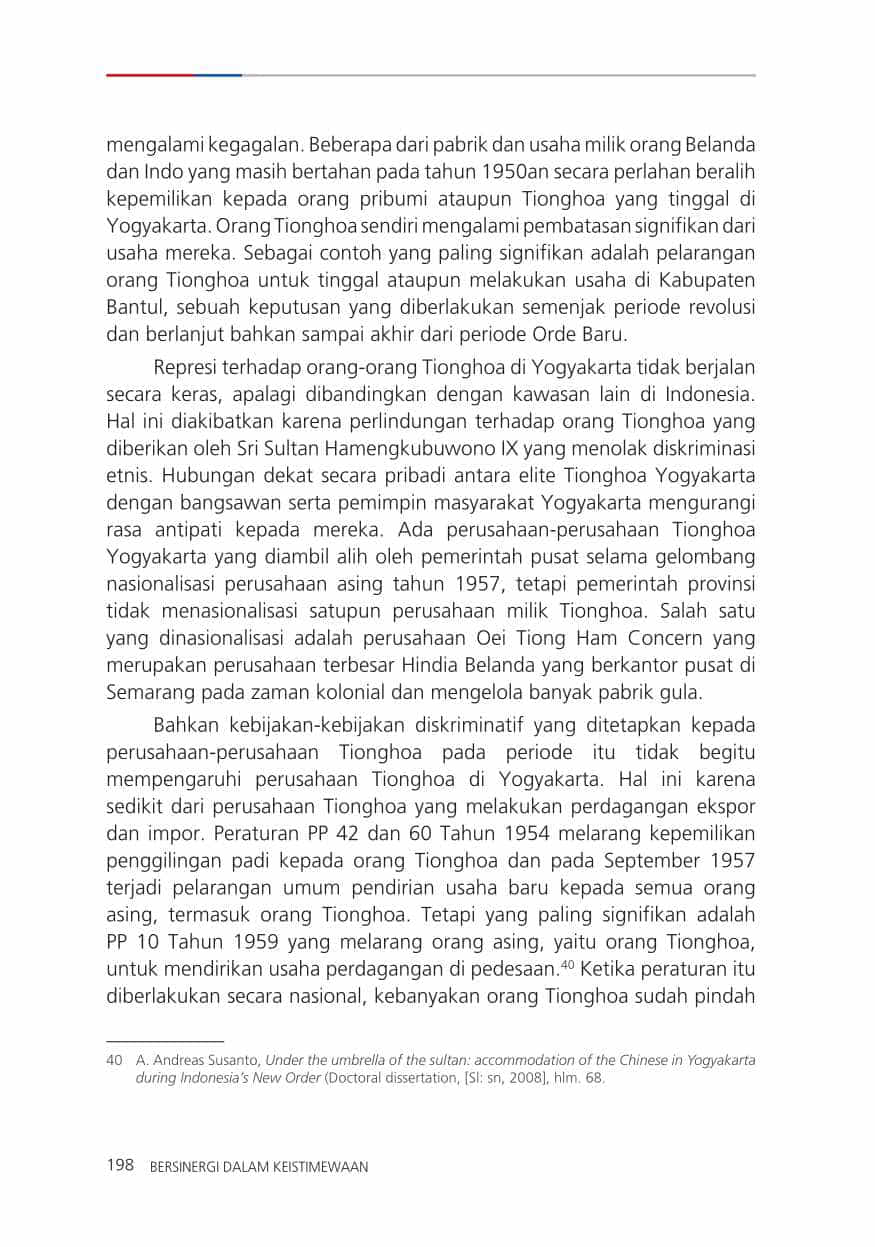 mengalami kegagalan. Beberapa dari pabrik dan usaha milik orang Belanda
dan Indo yang masih bertahan pada tahun 1950an secara perlahan beralih
kepemilikan kepada orang pribumi ataupun Tionghoa yang tinggal di
Yogyakarta. Orang Tionghoa sendiri mengalami pembatasan signifikan dari
usaha mereka. Sebagai contoh yang paling signifikan adalah pelarangan
orang Tionghoa untuk tinggal ataupun melakukan usaha di Kabupaten
Bantul, sebuah keputusan yang diberlakukan semenjak periode revolusi
dan berlanjut bahkan sampai akhir dari periode Orde Baru.
Represi terhadap orang-orang Tionghoa di Yogyakarta tidak berjalan
secara keras, apalagi dibandingkan dengan kawasan lain di Indonesia.
Hal ini diakibatkan karena perlindungan terhadap orang Tionghoa yang
diberikan oleh Sri Sultan Hamengkubuwono IX yang menolak diskriminasi
etnis. Hubungan dekat secara pribadi antara elite Tionghoa Yogyakarta
dengan bangsawan serta pemimpin masyarakat Yogyakarta mengurangi
rasa antipati kepada mereka. Ada perusahaan-perusahaan Tionghoa
Yogyakarta yang diambil alih oleh pemerintah pusat selama gelombang
nasionalisasi perusahaan asing tahun 1957, tetapi pemerintah provinsi
tidak menasionalisasi satupun perusahaan milik Tionghoa. Salah satu
yang dinasionalisasi adalah perusahaan Oei Tiong Ham Concern yang
merupakan perusahaan terbesar Hindia Belanda yang berkantor pusat di
Semarang pada zaman kolonial dan mengelola banyak pabrik gula.
Bahkan kebijakan-kebijakan diskriminatif yang ditetapkan kepada
perusahaan-perusahaan Tionghoa pada periode itu tidak begitu
mempengaruhi perusahaan Tionghoa di Yogyakarta. Hal ini karena
sedikit dari perusahaan Tionghoa yang melakukan perdagangan ekspor
dan impor. Peraturan PP 42 dan 60 Tahun 1954 melarang kepemilikan
penggilingan padi kepada orang Tionghoa dan pada September 1957
terjadi pelarangan umum pendirian usaha baru kepada semua orang
asing, termasuk orang Tionghoa. Tetapi yang paling signifikan adalah
PP 10 Tahun 1959 yang melarang orang asing, yaitu orang Tionghoa,
untuk mendirikan usaha perdagangan di pedesaan.40 Ketika peraturan itu
diberlakukan secara nasional, kebanyakan orang Tionghoa sudah pindah
40 A. Andreas Susanto, Under the umbrella of the sultan: accommodation of the Chinese in Yogyakarta
during Indonesia's New Order (Doctoral dissertation, [Sl: sn, 2008], hlm. 68.
198 BERSINERGI DALAM KEISTIMEWAAN